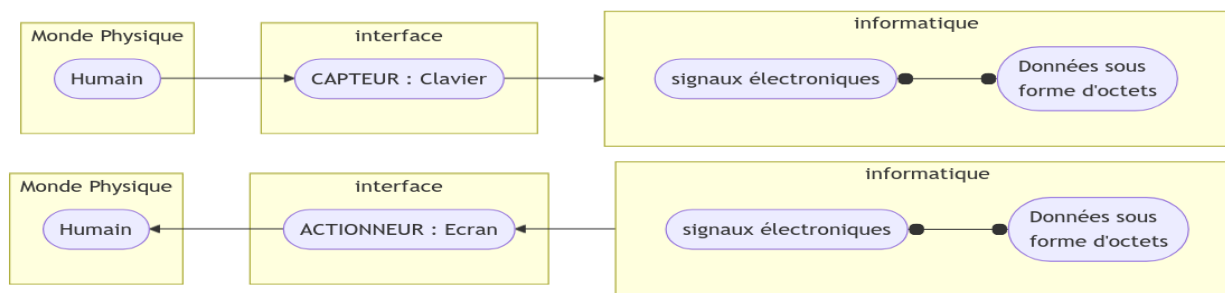 Monde Physique
Humain
interface
CAPTEUR : Clavier
informatique
signaux électroniques
Données sous
forme d'octets
Monde Physique
Humain
interface
ACTIONNEUR : Ecran
informatique
signaux électroniques
Données sous
forme d'octets